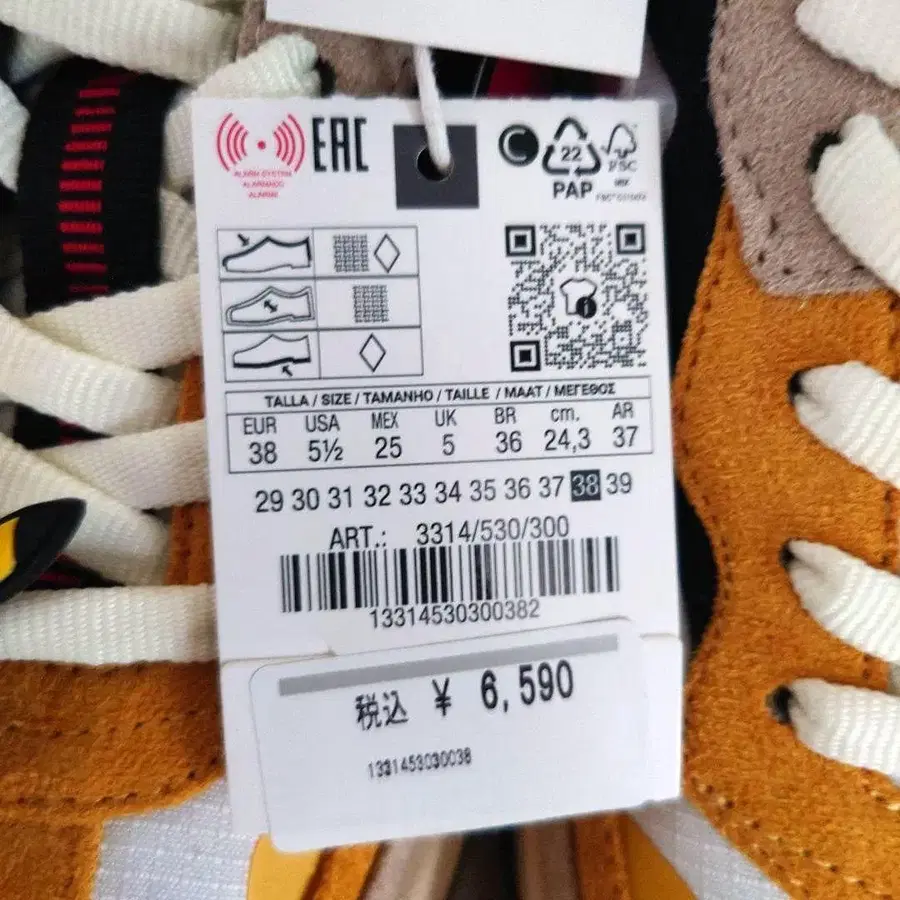 ALARM SYSTEM
ALARMADO
ALARM
EAC
C
22
PAP
FSC
MIX
TALLA / SIZE / TAMANHO / TAILLE / MAAT / ΜΕΓΕΘΟΣ
EUR USA MEX UK BR cm. AR
38 5½ 25 5 36 24,3 37
29 30 31 32 33 34 35 36 37 38 39
ART.: 3314/530/300
13314530300382
税込 ¥ 6,590
1331453030038